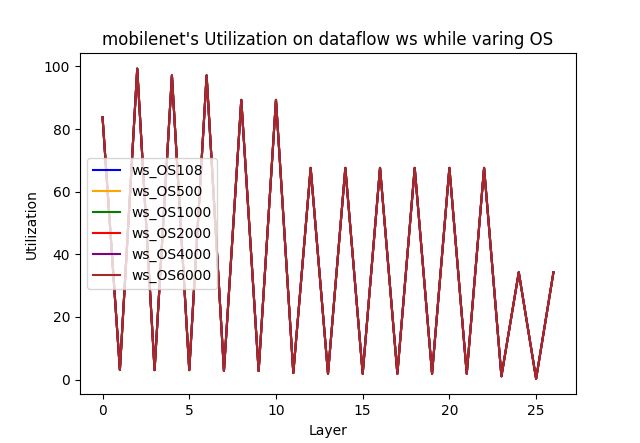 mobilenet's Utilization on dataflow ws while varing OS
100
80
60
40
20
0
Utilization
ws_OS108
ws_OS500
ws_OS1000
ws_OS2000
ws_OS4000
ws_OS6000
0 5 10 15 20 25
Layer